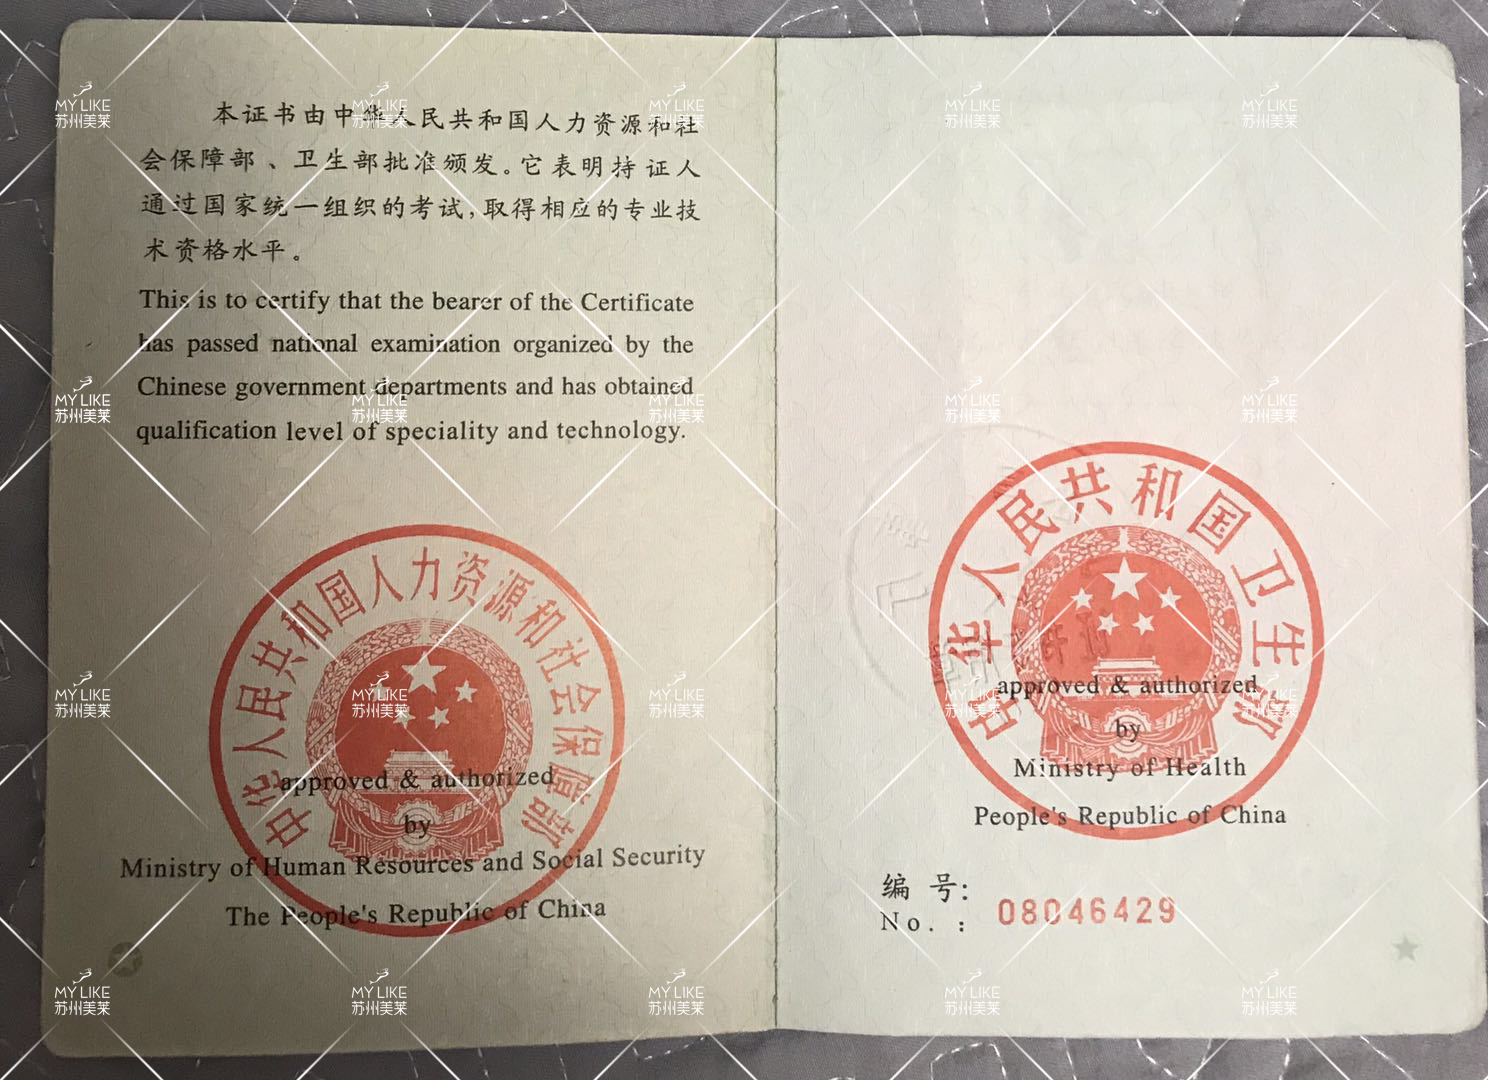 本证书由中华人民共和国人力资源和社
会保障部、卫生部批准颁发。它表明持证人
通过国家统一组织的考试,取得相应的专业技
术资格水平。
This is to certify that the bearer of the Certificate
has passed national examination organized by the
Chinese government departments and has obtained
qualification level of speciality and technology.
中华人民共和国人力资源和社会保障部
approved & authorized
by
Ministry of Human Resources and Social Security
The People's Republic of China
中华人民共和国卫生部
approved & authorized
by
Ministry of Health
People's Republic of China
编 号:
No. : 08046429
MY LIKE
苏州美莱